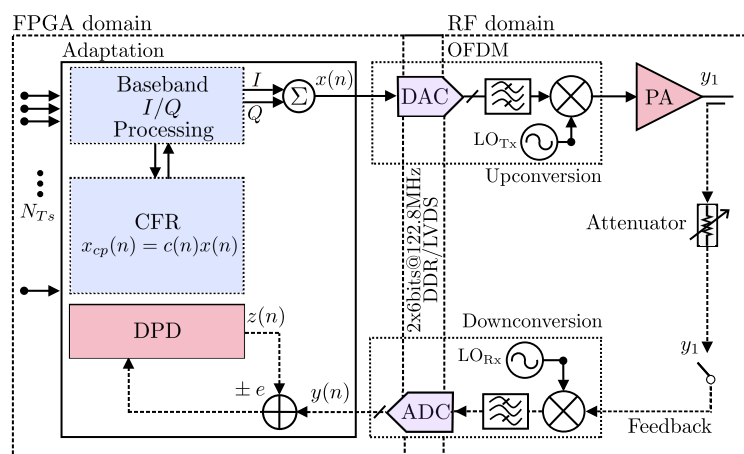 FPGA domain
RF domain
Adaptation
OFDM
Baseband
I/Q
Processing
I
Q
Σ
x(n)
DAC
LO_Tx
Upconversion
PA
y_1
N_Ts
CFR
x_cp(n) = c(n)x(n)
2x6bits@122.8MHz
DDR/LVDS
Attenuator
DPD
z(n)
± e
y(n)
Downconversion
LO_Rx
ADC
y_1
Feedback